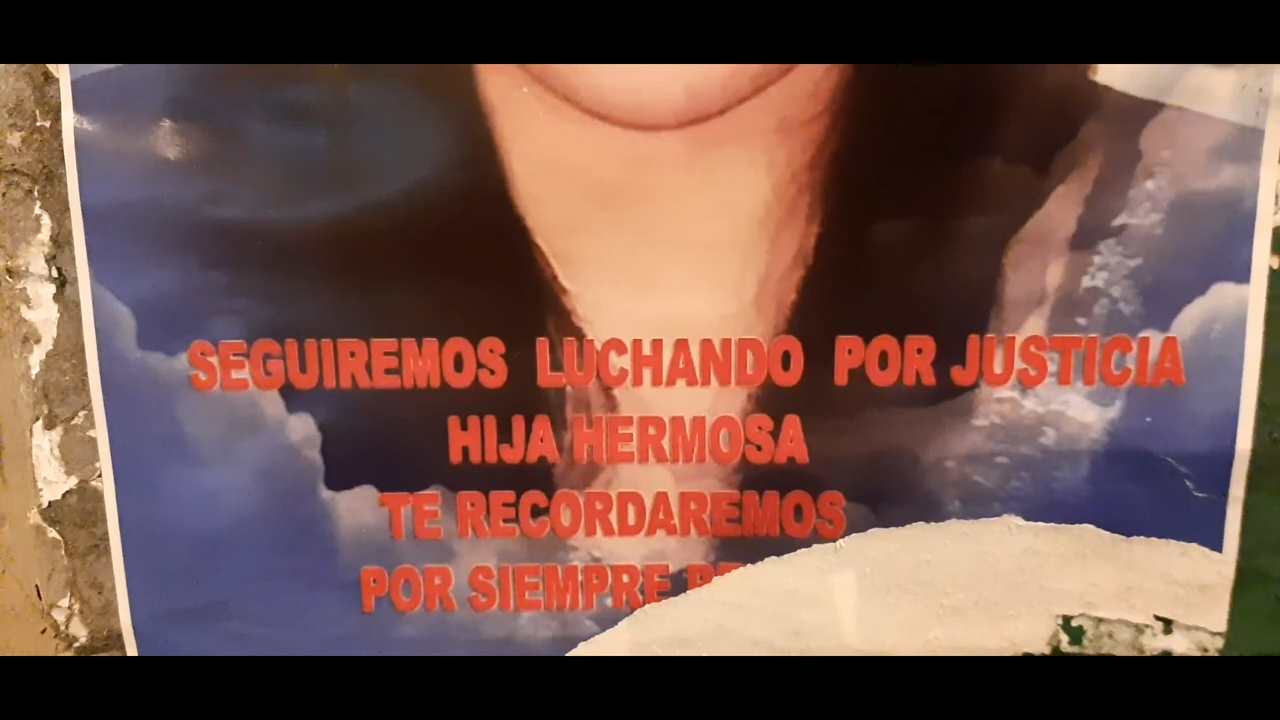 SEGUIREMOS LUCHANDO POR JUSTICIA
HIJA HERMOSA
TE RECORDAREMOS
POR SIEMPRE